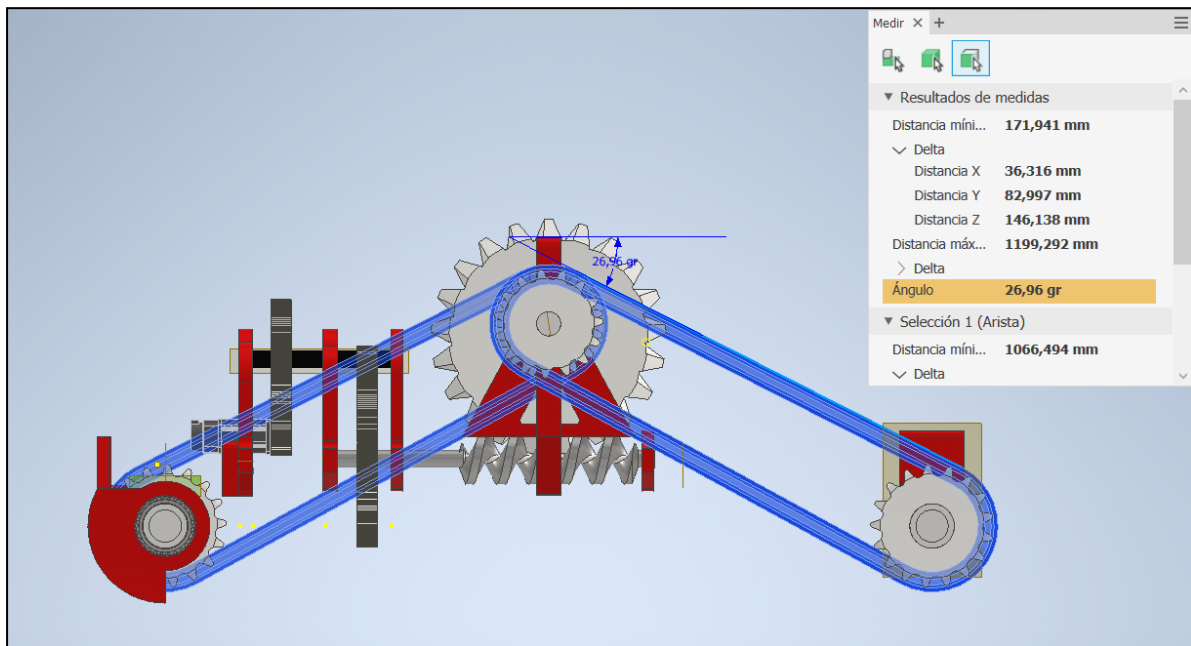 Medir
Resultados de medidas
Distancia míni... 171,941 mm
Delta
Distancia X 36,316 mm
Distancia Y 82,997 mm
Distancia Z 146,138 mm
Distancia máx... 1199,292 mm
Delta
Ángulo 26,96 gr
Selección 1 (Arista)
Distancia míni... 1066,494 mm
Delta
26,96 gr